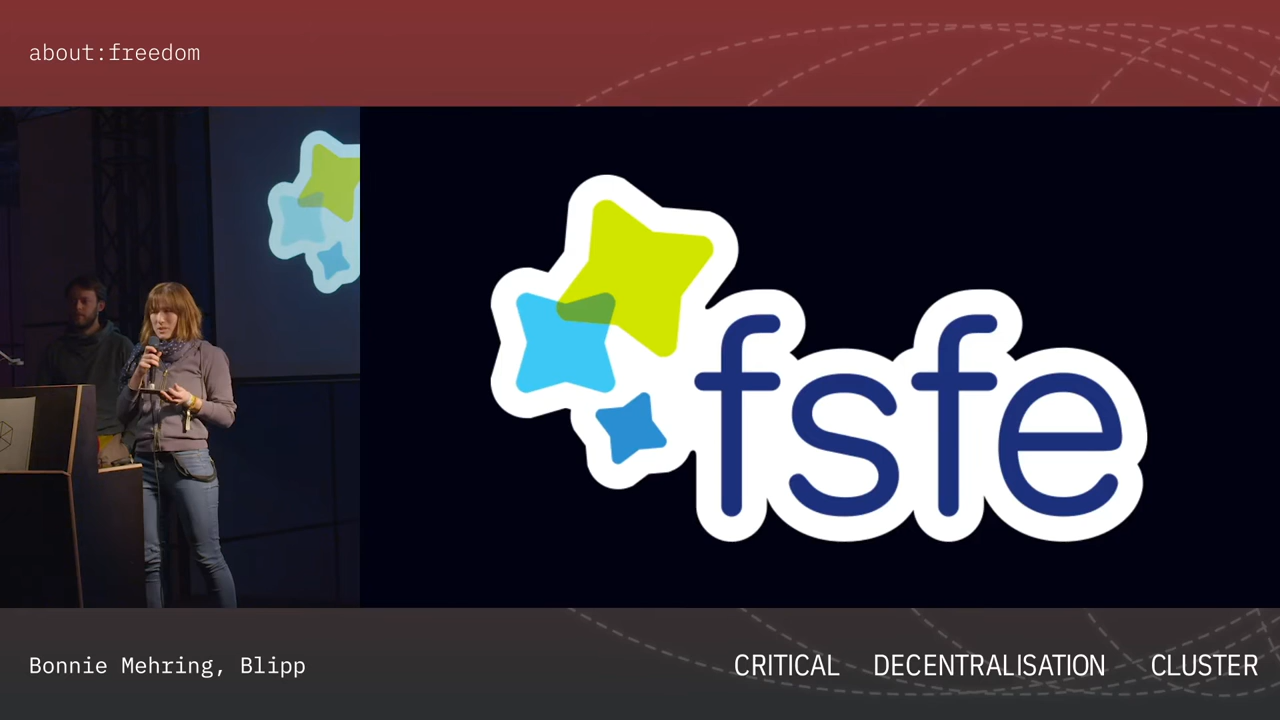 about:freedom
fsfe
Bonnie Mehring, Blipp
CRITICAL DECENTRALISATION CLUSTER